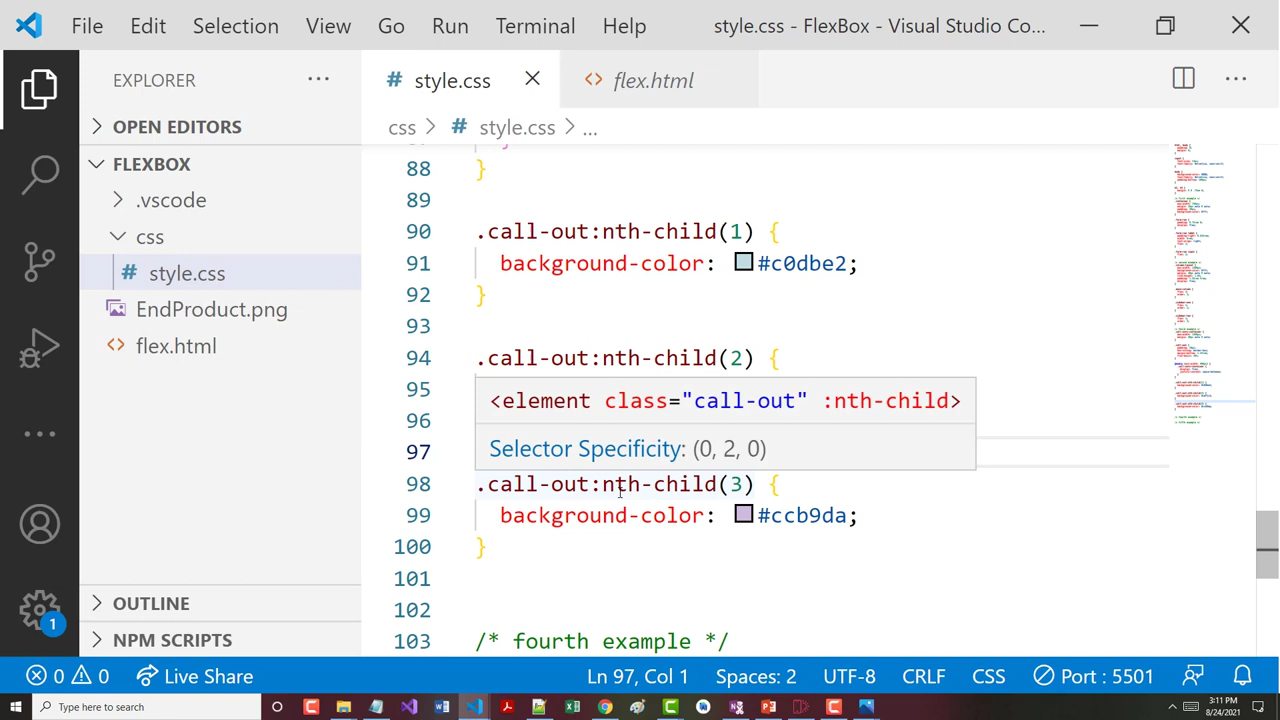 File Edit Selection View Go Run Terminal Help style.css - FlexBox - Visual Studio Co...
EXPLORER ...
# style.css
<> flex.html
OPEN EDITORS
FLEXBOX
.vscode
css
# style.css
EndProduct.png
<> flex.html
OUTLINE
NPM SCRIPTS
css > # style.css > ...
88 }
89
90 .call-out:nth-child(1) {
91 background-color: #c0dbe2;
92 }
93
94 .call-out:nth-child(2) {
95
96
<element class="call-out" :nth-child>
97
Selector Specificity: (0, 2, 0)
98 .call-out:nth-child(3) {
99 background-color: #ccb9da;
100 }
101
102
103 /* fourth example */
1
0 0 Live Share Ln 97, Col 1 Spaces: 2 UTF-8 CRLF CSS Port : 5501
Type here to search
3:11 PM
8/24/2021